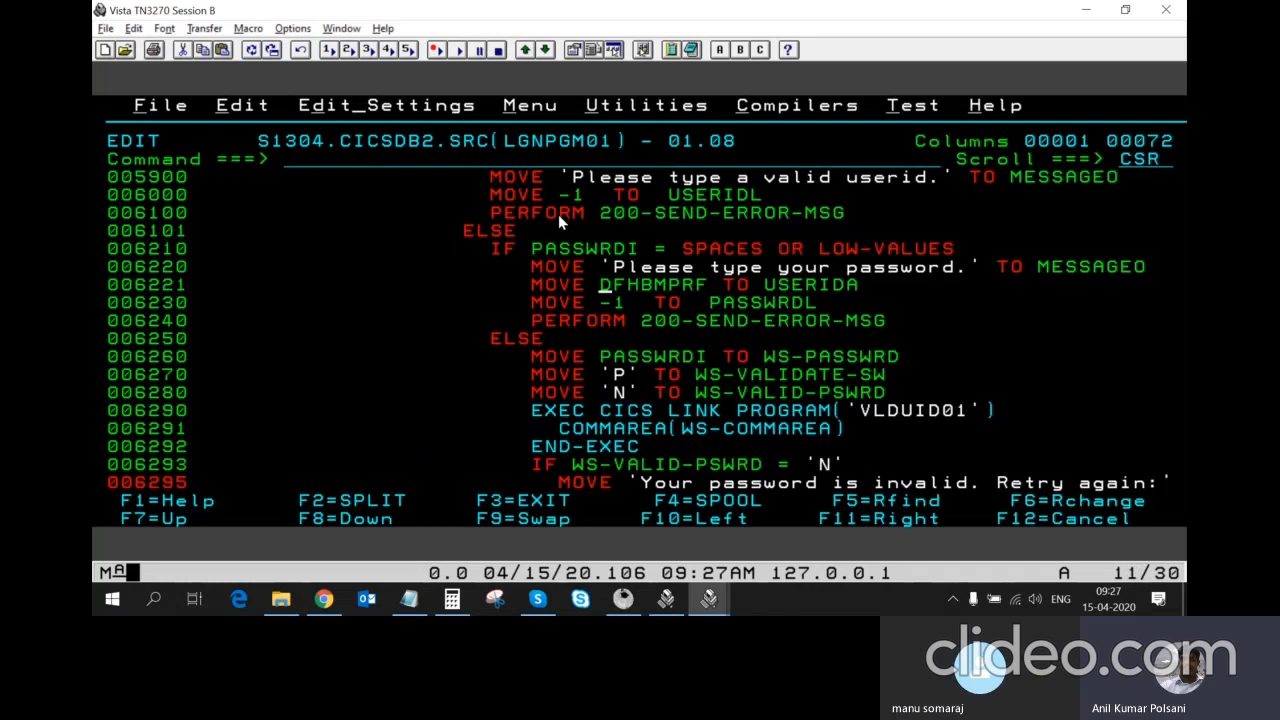 Vista TN3270 Session B
File Edit Font Transfer Macro Options Window Help
1 2 3 4 5 A B C ?
File Edit Edit_Settings Menu Utilities Compilers Test Help
EDIT S1304.CICSDB2.SRC(LGNPGM01) - 01.08 Columns 00001 00072
Command ===> Scroll ===> CSR
005900 MOVE 'Please type a valid userid.' TO MESSAGEO
006000 MOVE -1 TO USERIDL
006100 PERFORM 200-SEND-ERROR-MSG
006101 ELSE
006210 IF PASSWRDI = SPACES OR LOW-VALUES
006220 MOVE 'Please type your password.' TO MESSAGEO
006221 MOVE DFHBMPRF TO USERIDA
006230 MOVE -1 TO PASSWRDL
006240 PERFORM 200-SEND-ERROR-MSG
006250 ELSE
006260 MOVE PASSWRDI TO WS-PASSWRD
006270 MOVE 'P' TO WS-VALIDATE-SW
006280 MOVE 'N' TO WS-VALID-PSWRD
006290 EXEC CICS LINK PROGRAM('VLDUID01')
006291 COMMAREA(WS-COMMAREA)
006292 END-EXEC
006293 IF WS-VALID-PSWRD = 'N'
006295 MOVE 'Your password is invalid. Retry again:'
F1=Help F2=SPLIT F3=EXIT F4=SPOOL F5=Rfind F6=Rchange
F7=Up F8=Down F9=Swap F10=Left F11=Right F12=Cancel
MA 0.0 04/15/20.106 09:27AM 127.0.0.1 A 11/30
ENG
09:27
15-04-2020
clideo.com
manu somaraj
Anil Kumar Polsani